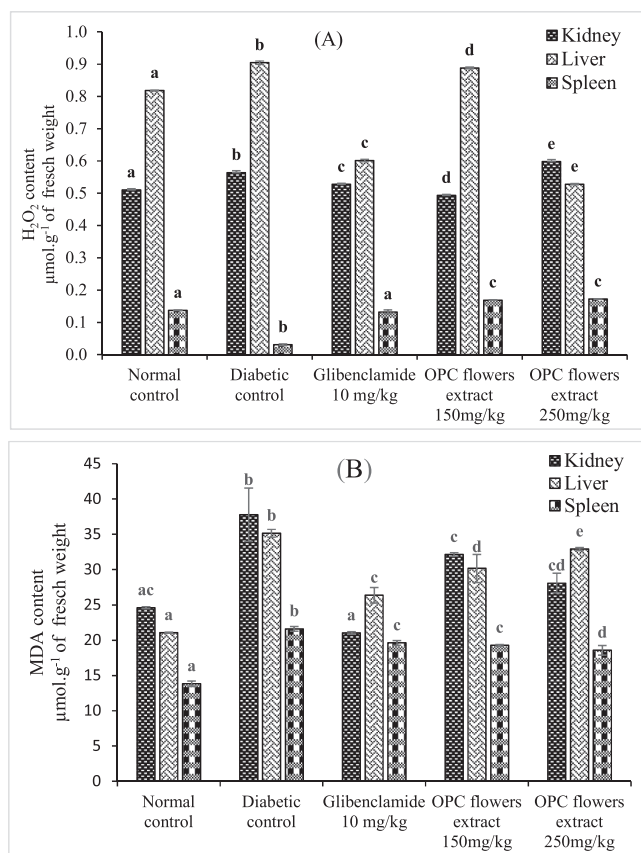 (A)
Kidney
Liver
Spleen
H₂O₂ content
µmol.g⁻¹ of fresch weight
1.0
0.9
0.8
0.7
0.6
0.5
0.4
0.3
0.2
0.1
0.0
a a a
b b b
c c a
d d c
e e c
Normal control
Diabetic control
Glibenclamide 10 mg/kg
OPC flowers extract 150mg/kg
OPC flowers extract 250mg/kg
(B)
Kidney
Liver
Spleen
MDA content
µmol.g⁻¹ of fresch weight
45
40
35
30
25
20
15
10
5
0
ac a a
b b b
a c c
c d c
cd e d
Normal control
Diabetic control
Glibenclamide 10 mg/kg
OPC flowers extract 150mg/kg
OPC flowers extract 250mg/kg